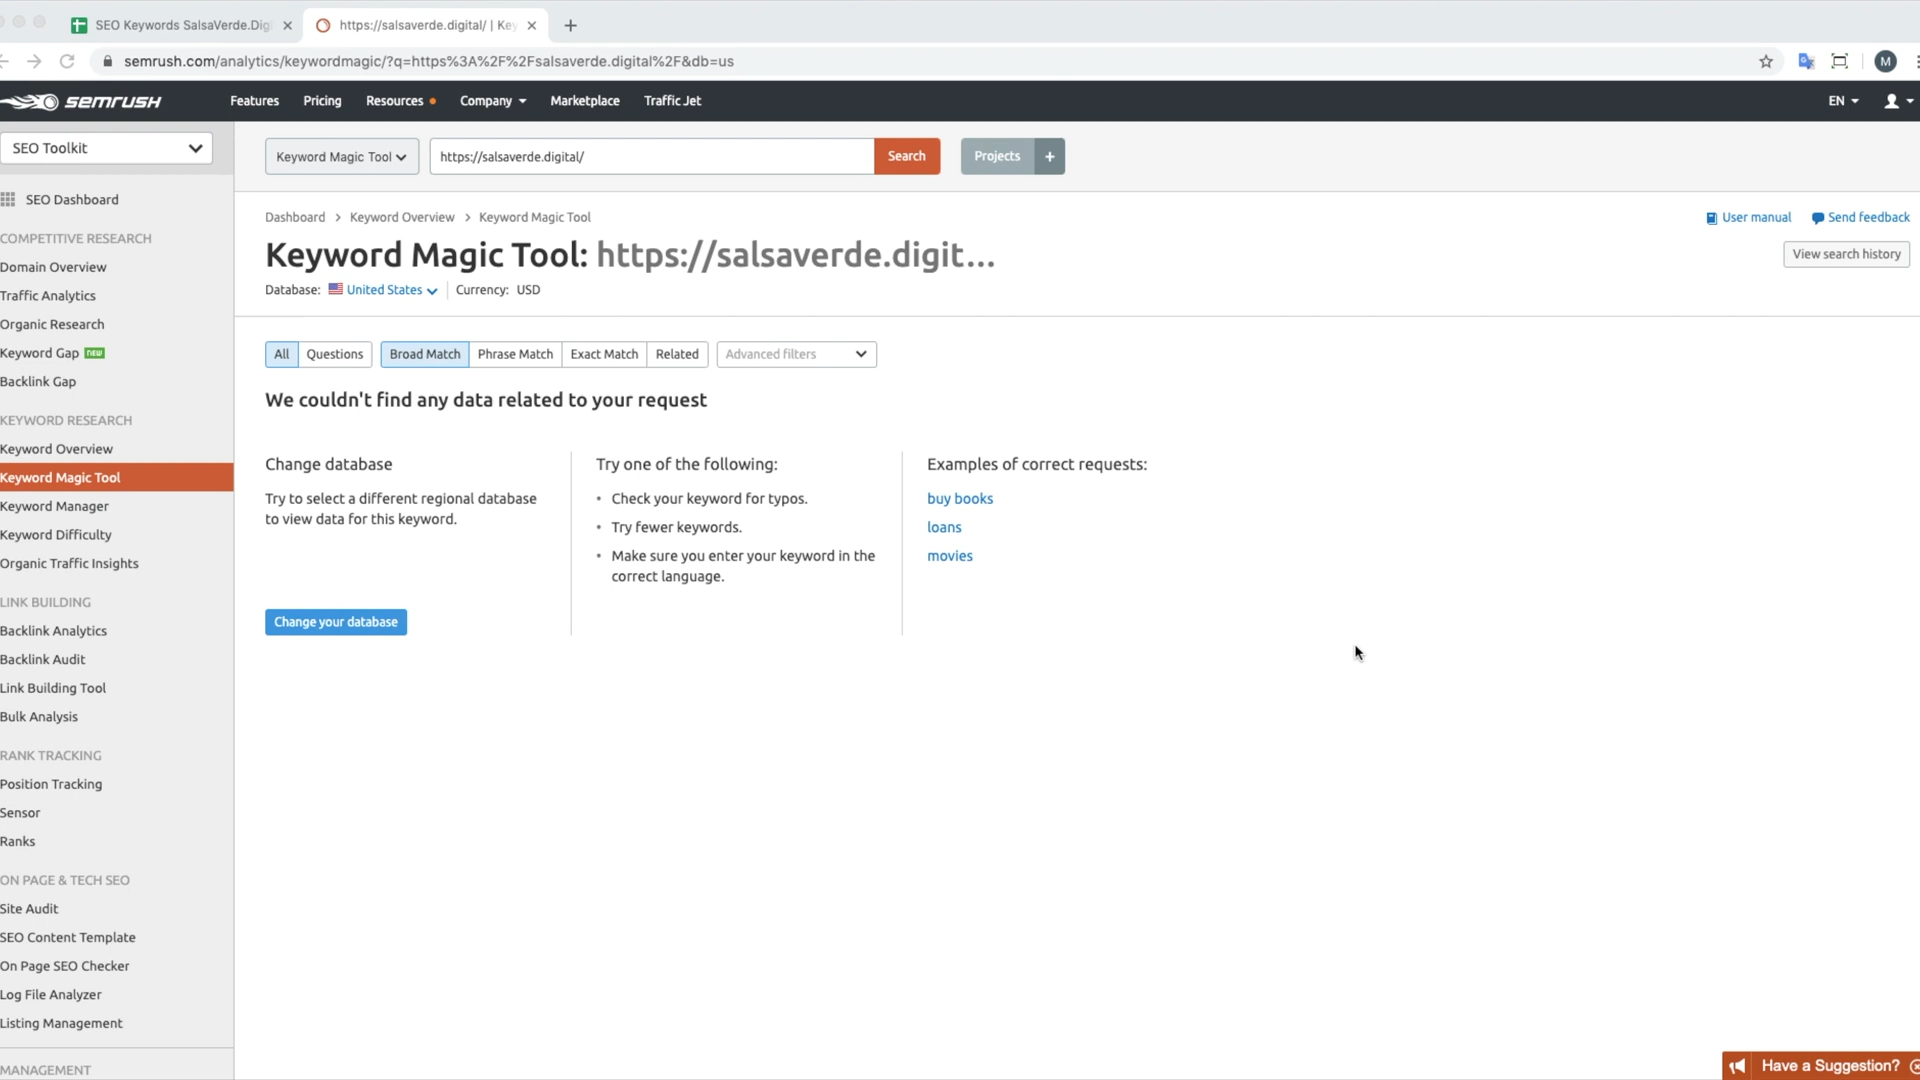 SEO Keywords SalsaVerde.Dig
https://salsaverde.digital/ | Key
semrush.com/analytics/keywordmagic/?q=https%3A%2F%2Fsalsaverde.digital%2F&db=us
M
SEMRUSH
Features
Pricing
Resources
Company
Marketplace
Traffic Jet
EN
SEO Toolkit
Keyword Magic Tool
https://salsaverde.digital/
Search
Projects
+
SEO Dashboard
COMPETITIVE RESEARCH
Domain Overview
Traffic Analytics
Organic Research
Keyword Gap NEW
Backlink Gap
KEYWORD RESEARCH
Keyword Overview
Keyword Magic Tool
Keyword Manager
Keyword Difficulty
Organic Traffic Insights
LINK BUILDING
Backlink Analytics
Backlink Audit
Link Building Tool
Bulk Analysis
RANK TRACKING
Position Tracking
Sensor
Ranks
ON PAGE & TECH SEO
Site Audit
SEO Content Template
On Page SEO Checker
Log File Analyzer
Listing Management
MANAGEMENT
Dashboard > Keyword Overview > Keyword Magic Tool
User manual
Send feedback
Keyword Magic Tool: https://salsaverde.digit...
View search history
Database: United States
Currency: USD
All
Questions
Broad Match
Phrase Match
Exact Match
Related
Advanced filters
We couldn't find any data related to your request
Change database
Try to select a different regional database
to view data for this keyword.
Change your database
Try one of the following:
• Check your keyword for typos.
• Try fewer keywords.
• Make sure you enter your keyword in the
correct language.
Examples of correct requests:
buy books
loans
movies
Have a Suggestion?